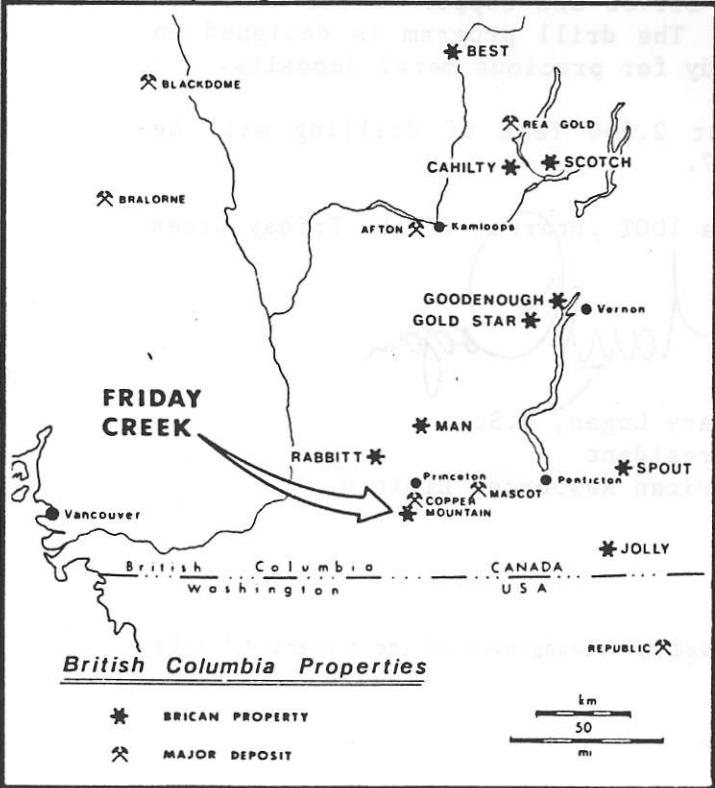 The drill program is designed to
for precious metal deposits.
of drilling will be
BEST
BLACKDOME
REA GOLD
CAHILTY
SCOTCH
BRALORNE
AFTON
Kamloops
GOODENOUGH
Vernon
GOLD STAR
FRIDAY
CREEK
MAN
RABBITT
SPOUT
Princeton
Penticton
MASCOT
COPPER
MOUNTAIN
Vancouver
JOLLY
British Columbia
CANADA
Washington
USA
REPUBLIC
British Columbia Properties
BRICAN PROPERTY
MAJOR DEPOSIT
km
50
mi